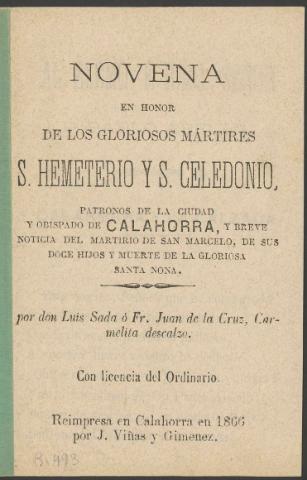 NOVENA
EN HONOR
DE LOS GLORIOSOS MÁRTIRES
S. HEMETERIO Y S. CELEDONIO,
PATRONOS DE LA CIUDAD
Y OBISPADO DE CALAHORRA, Y BREVE
NOTICIA DEL MARTIRIO DE SAN MARCELO, DE SUS
DOCE HIJOS Y MUERTE DE LA GLORIOSA
SANTA NONA.
por don Luis Sada ó Fr. Juan de la Cruz, Car-
melita descalzo.
Con licencia del Ordinario.
Reimpresa en Calahorra en 1866
por J. Viñas y Gimenez.
B. 493